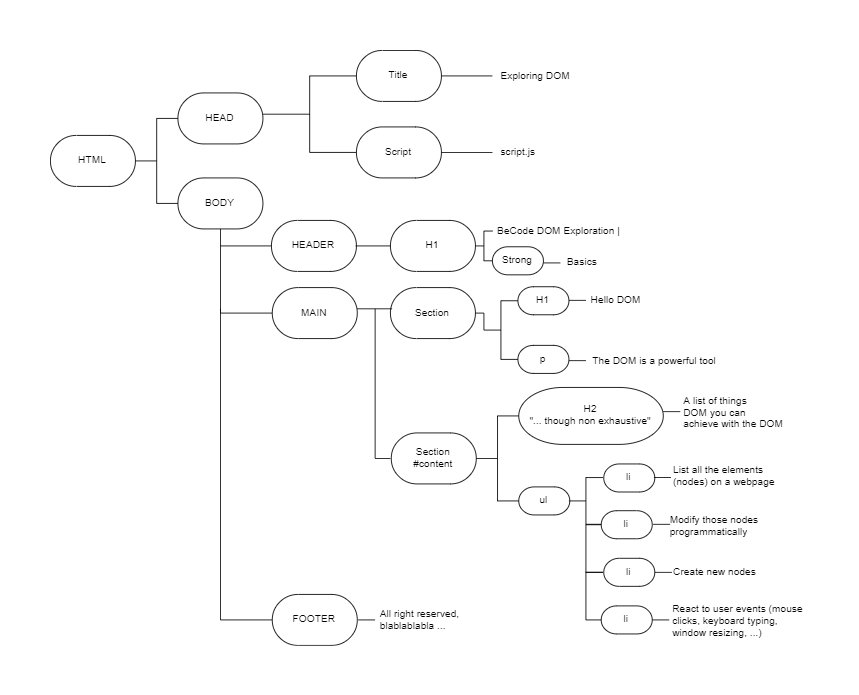 Title
Exploring DOM
HEAD
Script
script.js
HTML
BODY
HEADER
H1
BeCode DOM Exploration |
Strong
Basics
MAIN
Section
H1
Hello DOM
p
The DOM is a powerful tool
H2
"... though non exhaustive"
A list of things
DOM you can
achieve with the DOM
Section
#content
ul
li
List all the elements
(nodes) on a webpage
li
Modify those nodes
programmatically
li
Create new nodes
li
React to user events (mouse
clicks, keyboard typing,
window resizing, ...)
FOOTER
All right reserved,
blablablabla ...